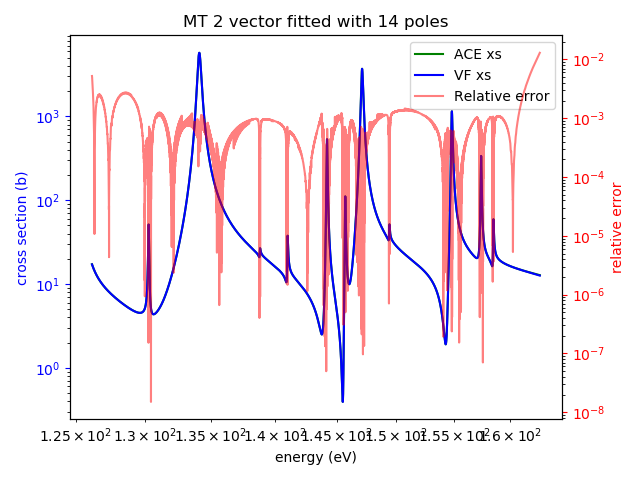 MT 2 vector fitted with 14 poles
ACE xs
VF xs
Relative error
cross section (b)
10³
10²
10¹
10⁰
10⁻²
10⁻³
10⁻⁴
10⁻⁵
10⁻⁶
10⁻⁷
10⁻⁸
relative error
1.25 × 10² 1.3 × 10² 1.35 × 10² 1.4 × 10² 1.45 × 10² 1.5 × 10² 1.55 × 10² 1.6 × 10²
energy (eV)